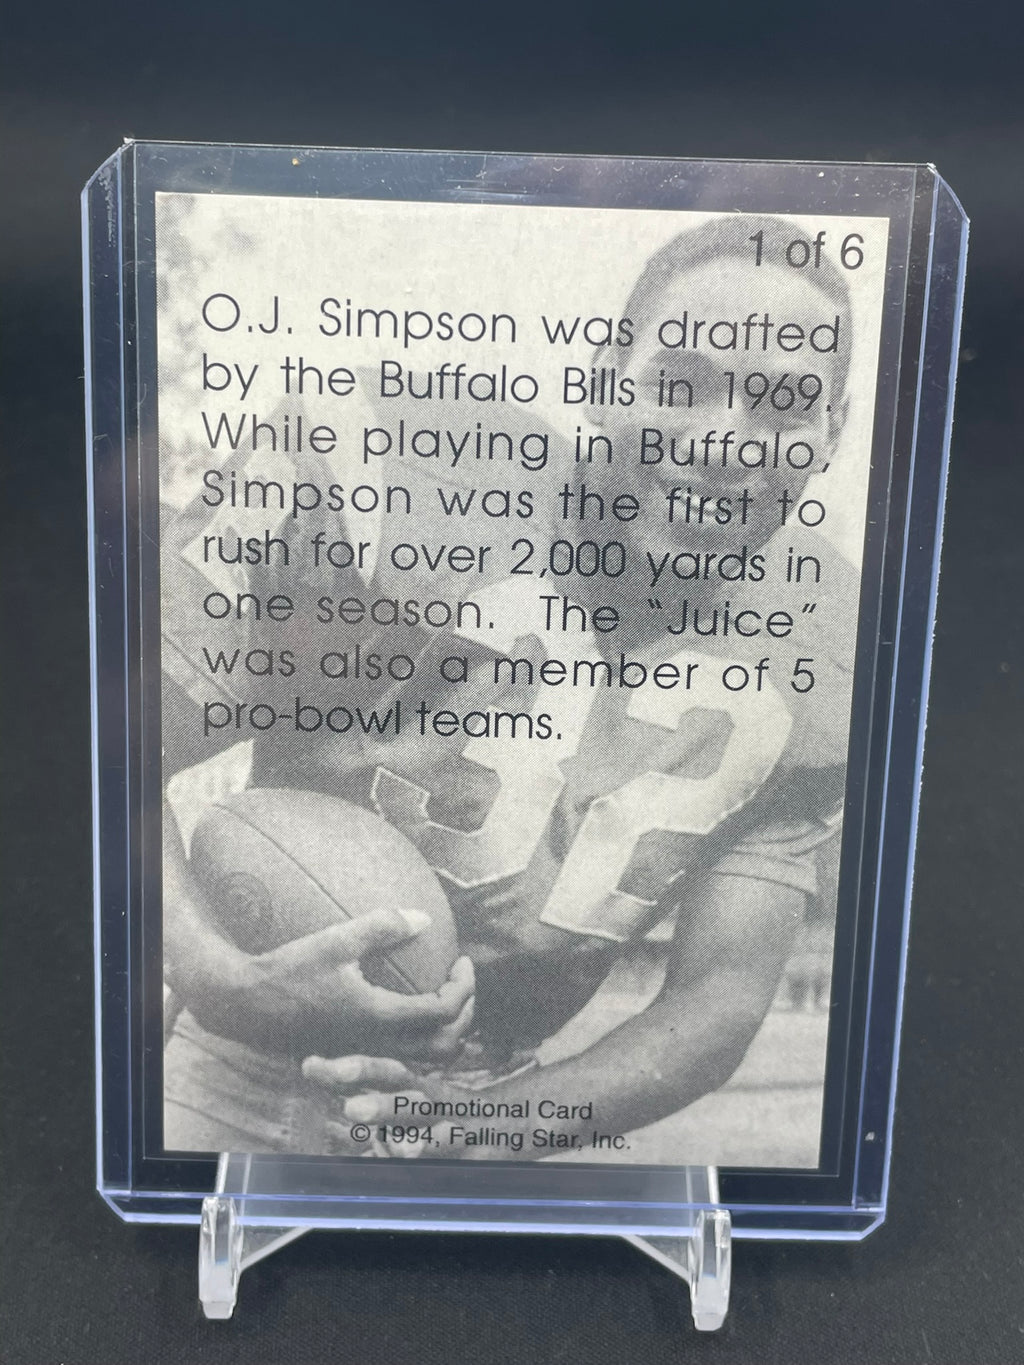 1 of 6
O.J. Simpson was drafted
by the Buffalo Bills in 1969.
While playing in Buffalo,
Simpson was the first to
rush for over 2,000 yards in
one season. The "Juice"
was also a member of 5
pro-bowl teams.
32
Promotional Card
© 1994, Falling Star, Inc.